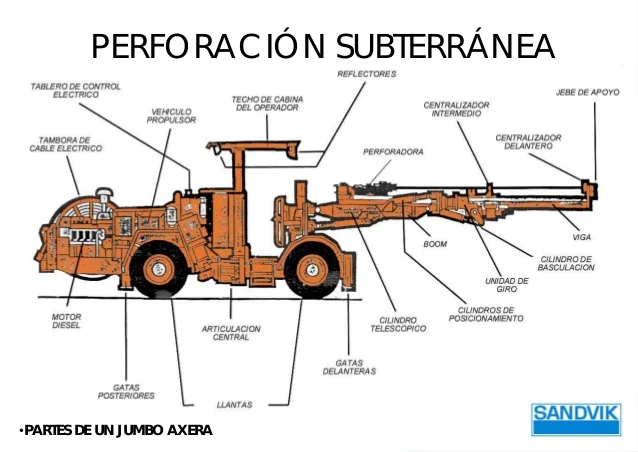 PERFORACIÓN SUBTERRÁNEA
REFLECTORES
TABLERO DE CONTROL
ELECTRICO
VEHICULO
PROPULSOR
TECHO DE CABINA
DEL OPERADOR
CENTRALIZADOR
INTERMEDIO
JEBE DE APOYO
TAMBORA DE
CABLE ELECTRICO
PERFORADORA
CENTRALIZADOR
DELANTERO
BOOM
VIGA
CILINDRO DE
BASCULACION
UNIDAD DE
GIRO
MOTOR
DIESEL
ARTICULACION
CENTRAL
CILINDRO
TELESCOPICO
CILINDROS DE
POSICIONAMIENTO
GATAS
DELANTERAS
GATAS
POSTERIORES
LLANTAS
SANDVIK
•PARTES DE UN JUMBO AXERA